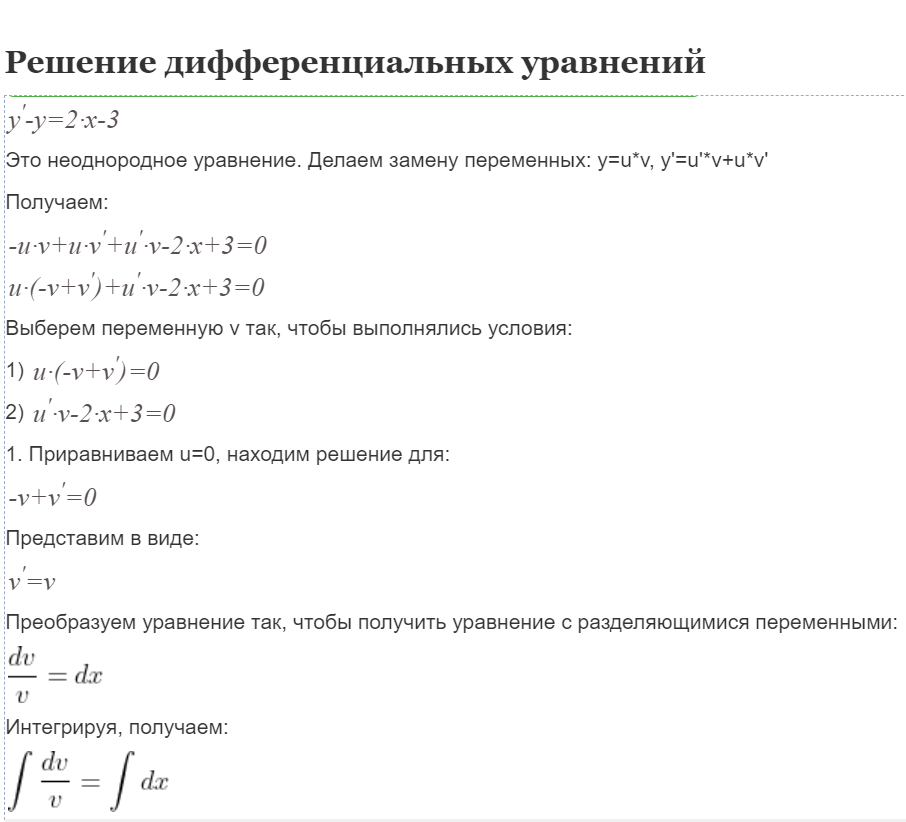 Решение дифференциальных уравнений
y'-y=2·x-3
Это неоднородное уравнение. Делаем замену переменных: y=u*v, y'=u'*v+u*v'
Получаем:
-u·v+u·v'+u'·v-2·x+3=0
u·(-v+v')+u'·v-2·x+3=0
Выберем переменную v так, чтобы выполнялись условия:
1) u·(-v+v')=0
2) u'·v-2·x+3=0
1. Приравниваем u=0, находим решение для:
-v+v'=0
Представим в виде:
v'=v
Преобразуем уравнение так, чтобы получить уравнение с разделяющимися переменными:
dv/v = dx
Интегрируя, получаем:
∫ dv/v = ∫ dx